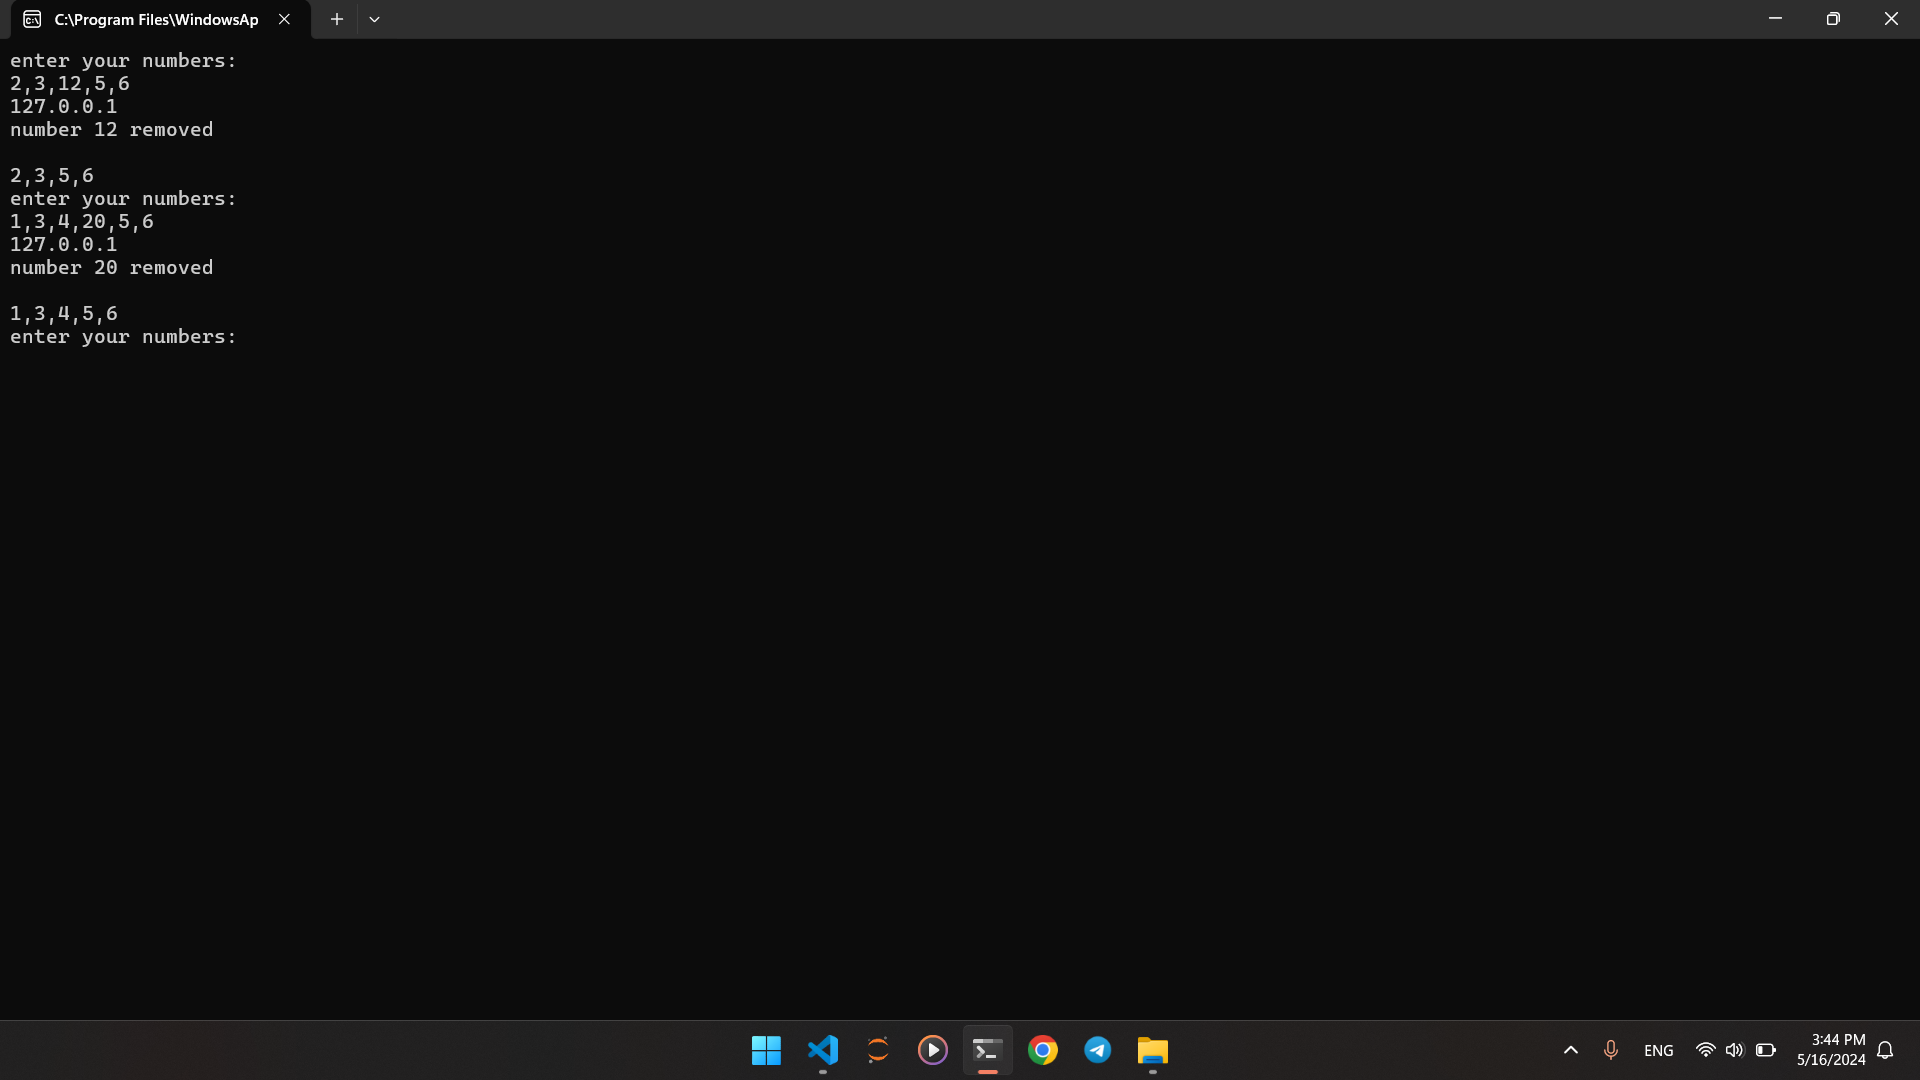 C:\Program Files\WindowsAp
enter your numbers:
2,3,12,5,6
127.0.0.1
number 12 removed
2,3,5,6
enter your numbers:
1,3,4,20,5,6
127.0.0.1
number 20 removed
1,3,4,5,6
enter your numbers:
ENG
3:44 PM
5/16/2024